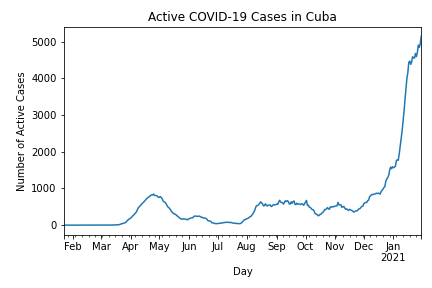 Active COVID-19 Cases in Cuba
5000
4000
3000
2000
1000
0
Number of Active Cases
Feb Mar Apr May Jun Jul Aug Sep Oct Nov Dec Jan
2021
Day